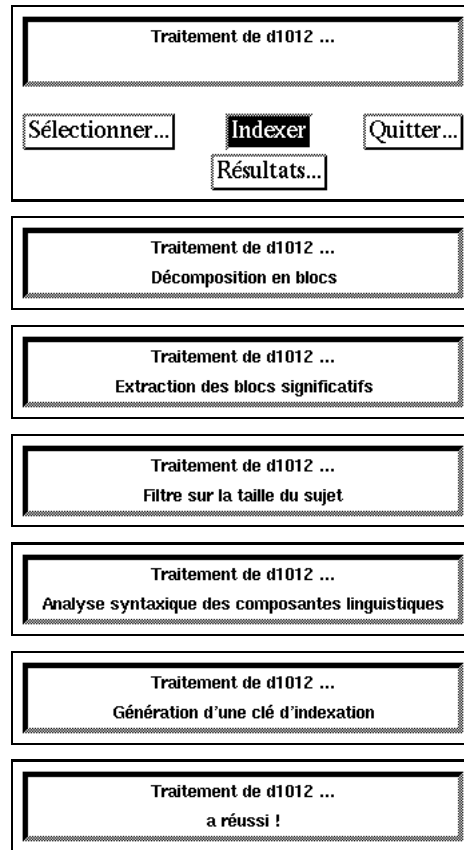 Traitement de d1012 ...
Sélectionner... Indexer Quitter...
Résultats...
Traitement de d1012 ...
Décomposition en blocs
Traitement de d1012 ...
Extraction des blocs significatifs
Traitement de d1012 ...
Filtre sur la taille du sujet
Traitement de d1012 ...
Analyse syntaxique des composantes linguistiques
Traitement de d1012 ...
Génération d'une clé d'indexation
Traitement de d1012 ...
a réussi !